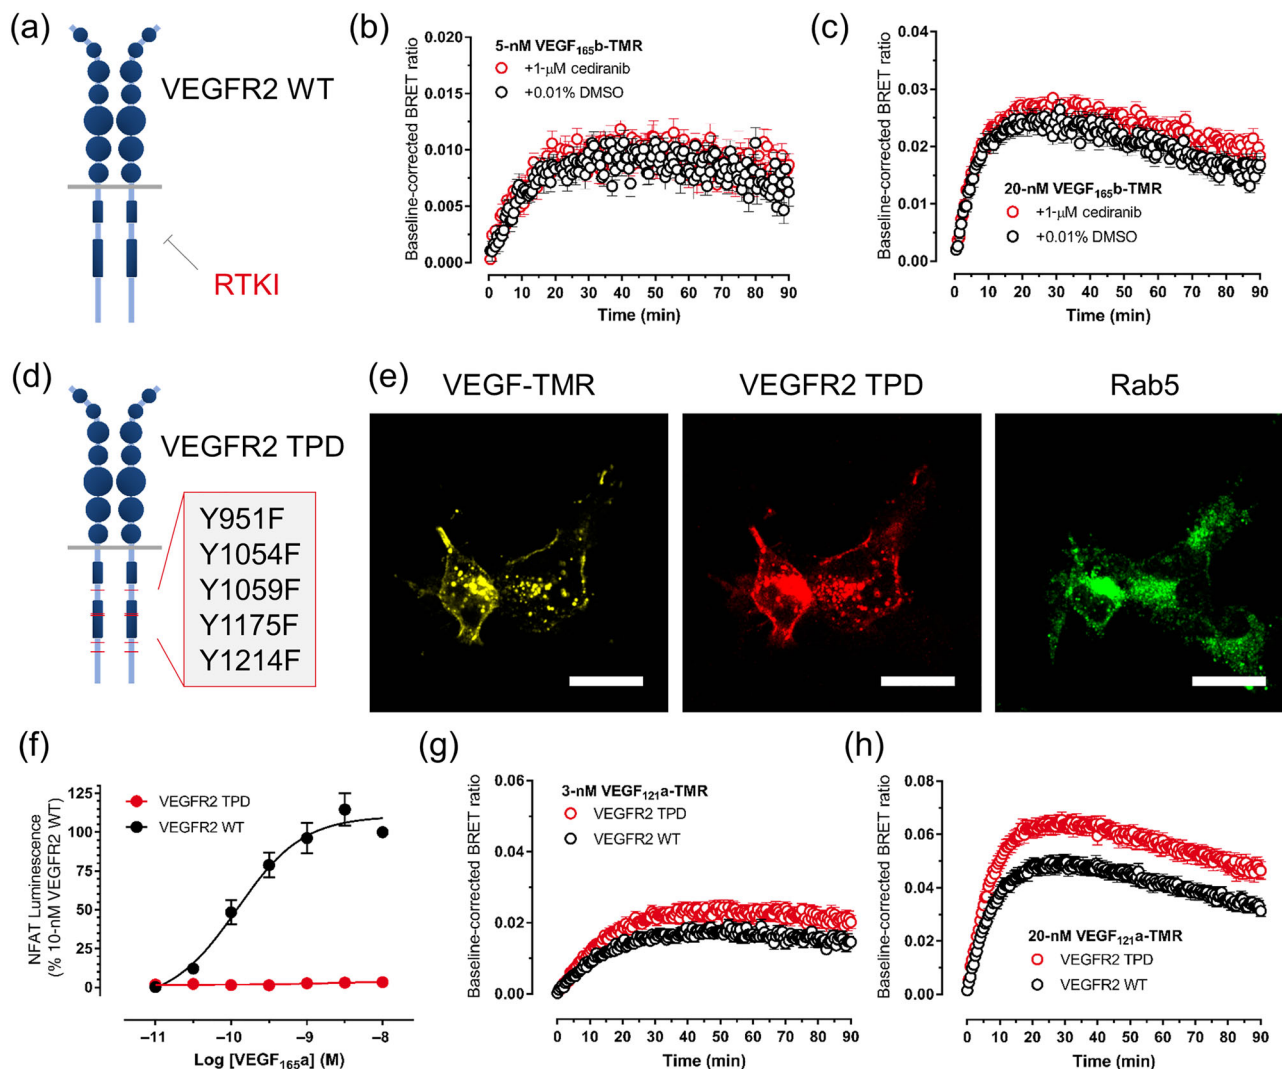 (a)
VEGFR2 WT
RTKI
(b)
Baseline-corrected BRET ratio
0.020
0.015
0.010
0.005
0.000
5-nM VEGF165b-TMR
+1-μM cediranib
+0.01% DMSO
0 10 20 30 40 50 60 70 80 90
Time (min)
(c)
Baseline-corrected BRET ratio
0.04
0.03
0.02
0.01
0.00
20-nM VEGF165b-TMR
+1-μM cediranib
+0.01% DMSO
0 10 20 30 40 50 60 70 80 90
Time (min)
(d)
VEGFR2 TPD
Y951F
Y1054F
Y1059F
Y1175F
Y1214F
(e)
VEGF-TMR
VEGFR2 TPD
Rab5
(f)
NFAT Luminescence
(% 10-nM VEGFR2 WT)
125
100
75
50
25
0
VEGFR2 TPD
VEGFR2 WT
−11 −10 −9 −8
Log [VEGF165a] (M)
(g)
Baseline-corrected BRET ratio
0.06
0.04
0.02
0.00
3-nM VEGF121a-TMR
VEGFR2 TPD
VEGFR2 WT
0 10 20 30 40 50 60 70 80 90
Time (min)
(h)
Baseline-corrected BRET ratio
0.08
0.06
0.04
0.02
0.00
20-nM VEGF121a-TMR
VEGFR2 TPD
VEGFR2 WT
0 10 20 30 40 50 60 70 80 90
Time (min)